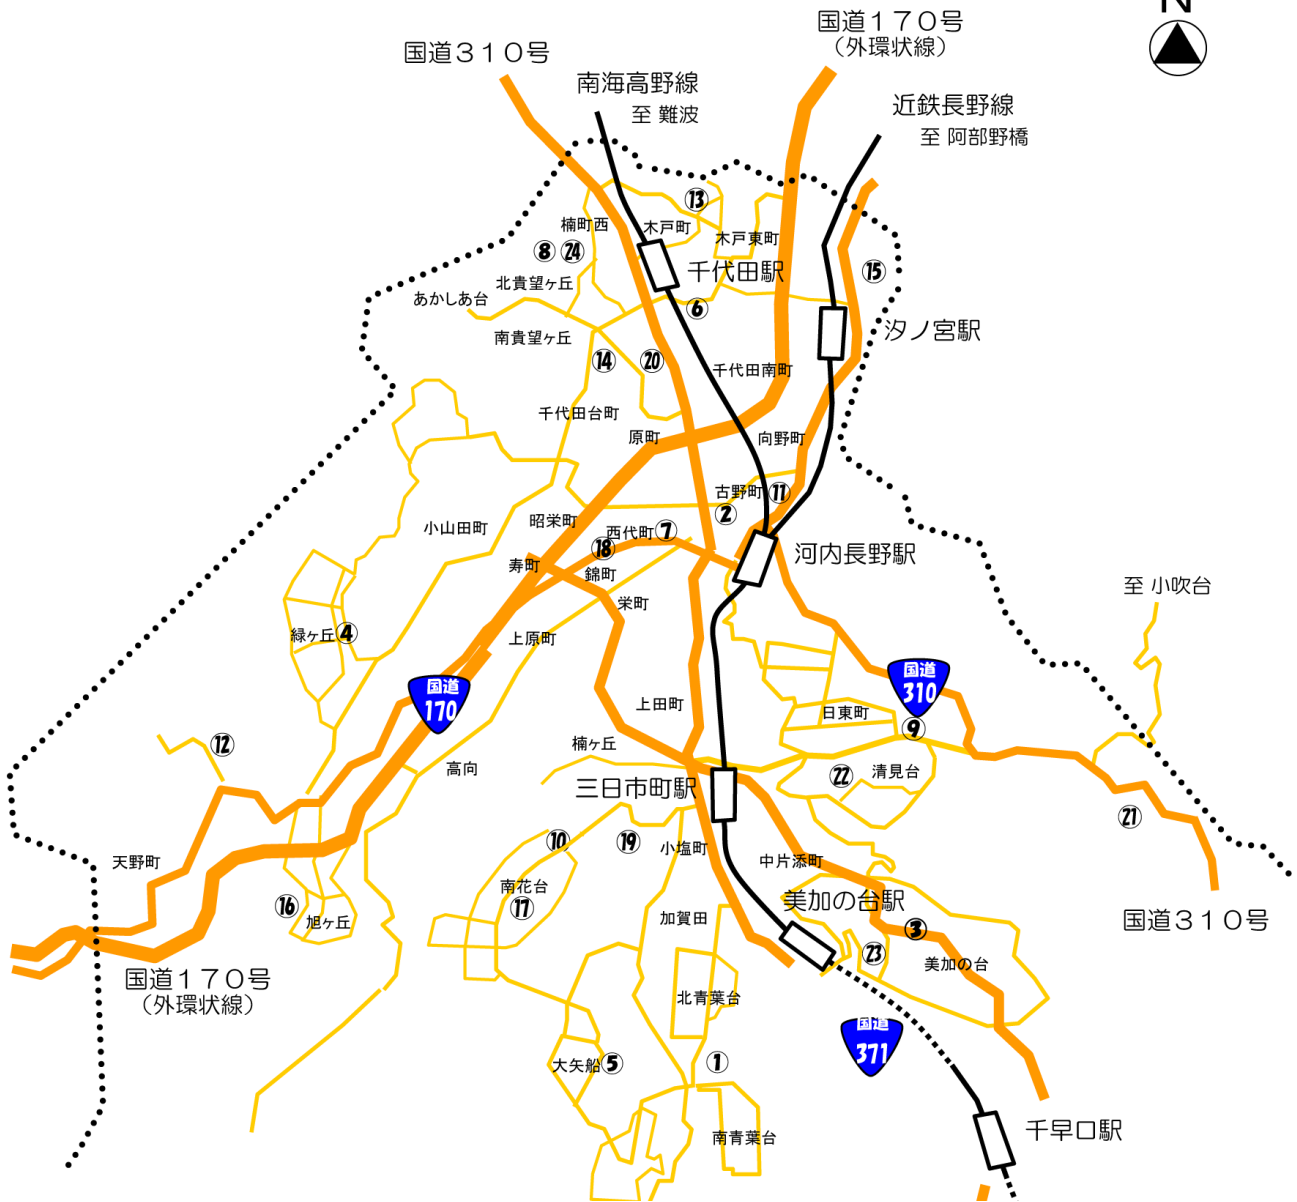 N
国道１７０号
（外環状線）
国道３１０号
南海高野線
至 難波
近鉄長野線
至 阿部野橋
⑬
楠町西
木戸町
木戸東町
⑧ ㉔
千代田駅
⑮
北貴望ヶ丘
あかしあ台
⑥
南貴望ヶ丘
汐ノ宮駅
⑭
⑳
千代田南町
千代田台町
原町
向野町
古野町
⑪
②
昭栄町
小山田町
西代町
⑦
⑱
河内長野駅
寿町
錦町
至 小吹台
栄町
緑ヶ丘
④
上原町
国道
170
国道
310
上田町
日東町
⑨
⑫
楠ヶ丘
高向
㉒
清見台
三日市町駅
㉑
⑩
⑲
小塩町
中片添町
天野町
南花台
⑰
⑯
旭ヶ丘
美加の台駅
加賀田
③
国道３１０号
㉓
美加の台
国道１７０号
（外環状線）
北青葉台
国道
371
大矢船
⑤
①
南青葉台
千早口駅